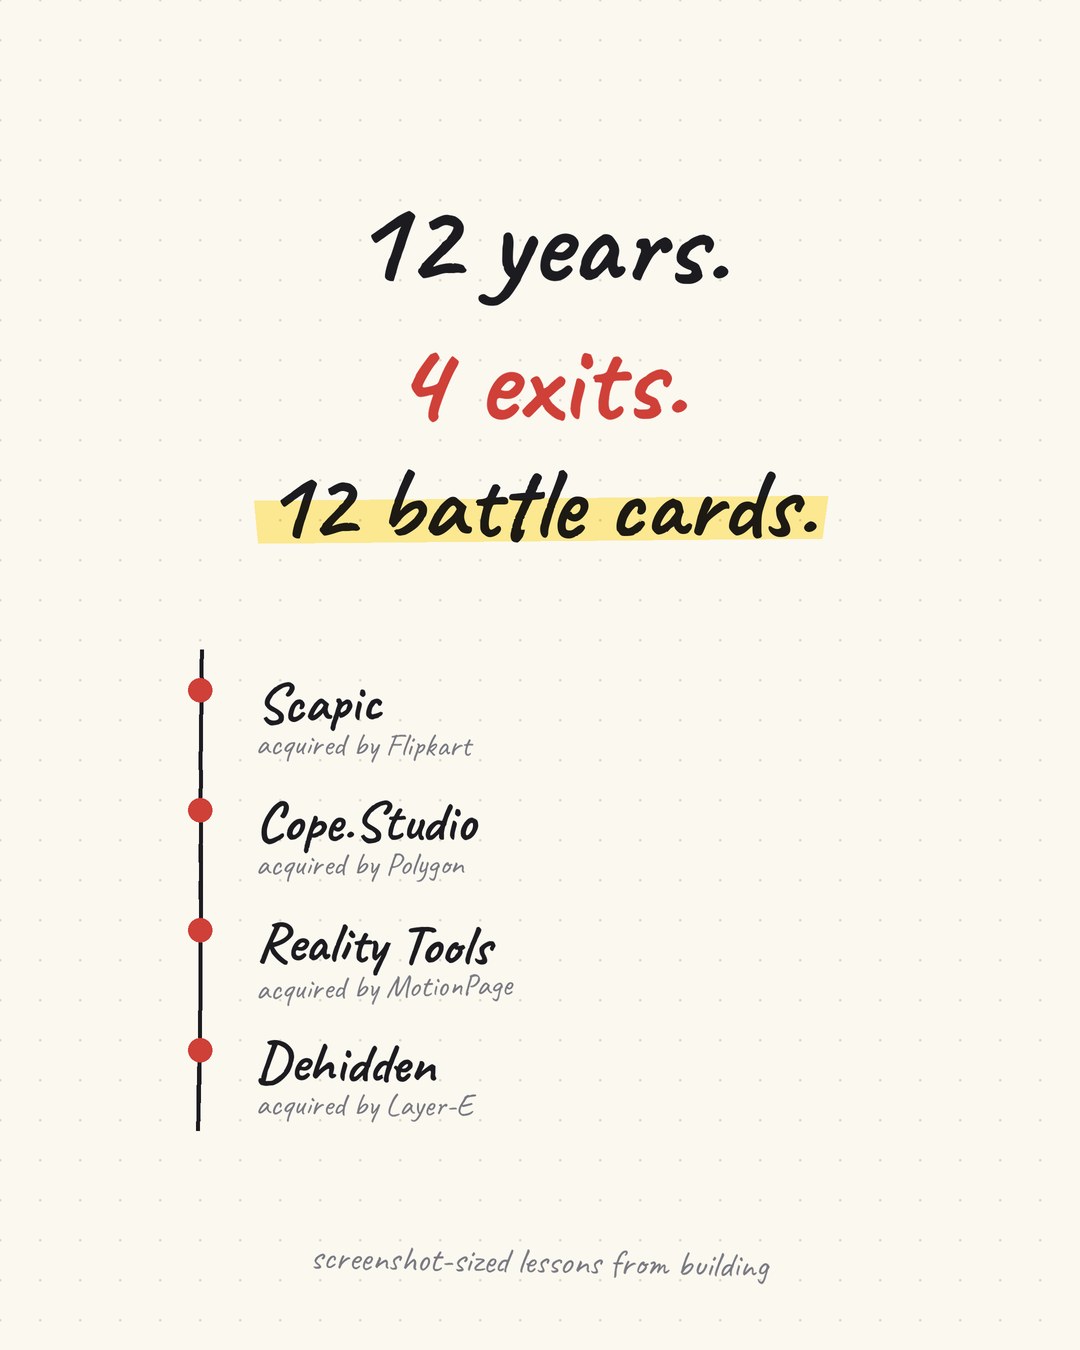 12 years.
4 exits.
12 battle cards.
Scapic
acquired by Flipkart
Cope.Studio
acquired by Polygon
Reality Tools
acquired by MotionPage
Dehidden
acquired by Layer-E
screenshot-sized lessons from building